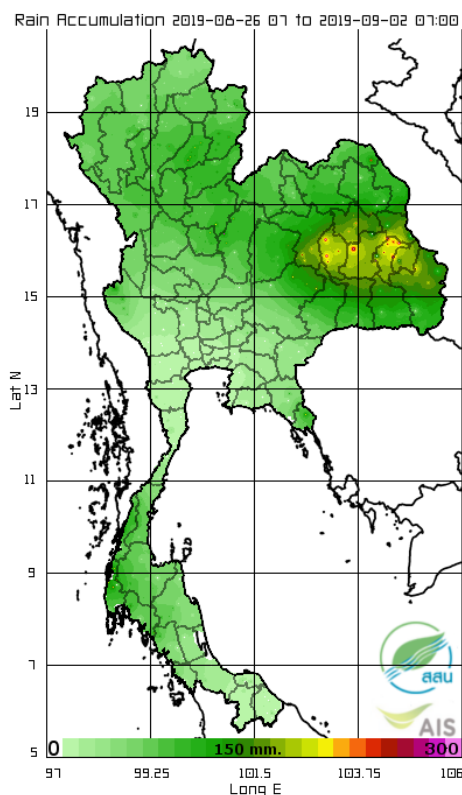 Rain Accumulation 2019-08-26 07 to 2019-09-02 07:00
19
17
15
13
11
9
7
5
Lat N
สสน
AIS
0 150 mm. 300
97 99.25 101.5 103.75 106
Long E